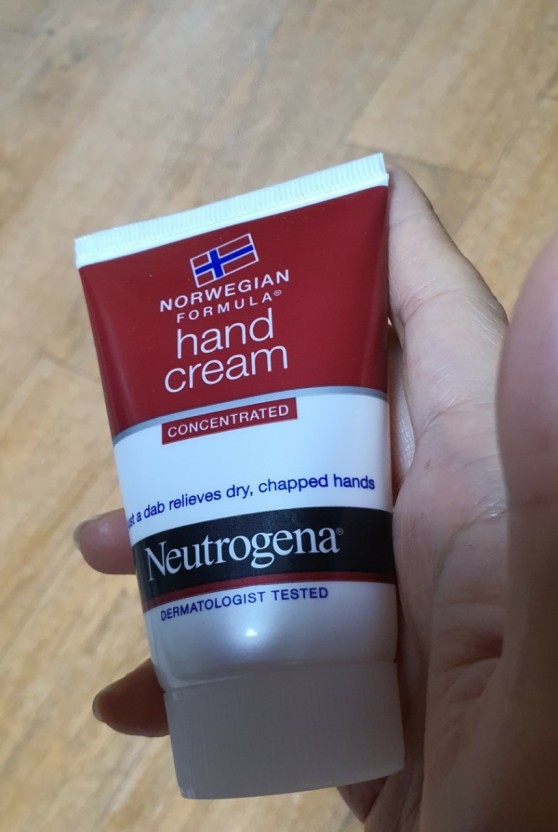 NORWEGIAN
FORMULA®
hand
cream
CONCENTRATED
a dab relieves dry, chapped hands
Neutrogena®
DERMATOLOGIST TESTED